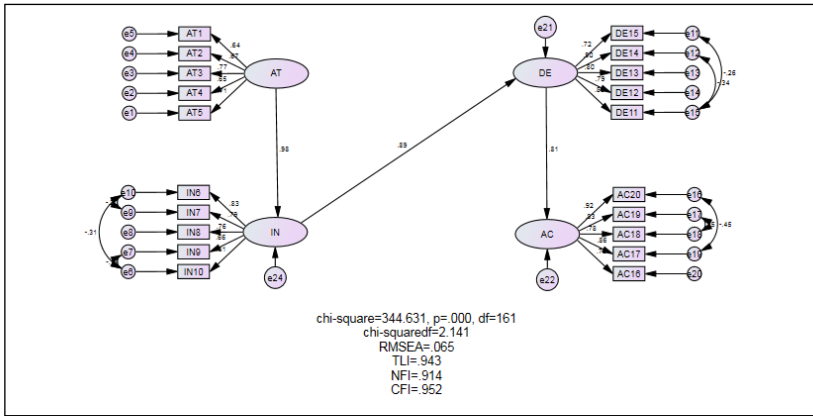 e5 AT1 .64
e4 AT2
e3 AT3 .77
e2 AT4
e1 AT5
AT
.98
e21
DE
DE15 e11 .72
DE14 e12
DE13 e13 .80
DE12 e14 .79
DE11 e15
-.26
-.34
.89
.81
e10 IN6 .83
e9 IN7
e8 IN8 .76
e7 IN9
e6 IN10
-.31
IN
e24
AC
e22
AC20 e16 .52
AC19 e17
AC18 e18 .78
AC17 e19
AC16 e20
-.45
chi-square=344.631, p=.000, df=161
chi-squaredf=2.141
RMSEA=.065
TLI=.943
NFI=.914
CFI=.952